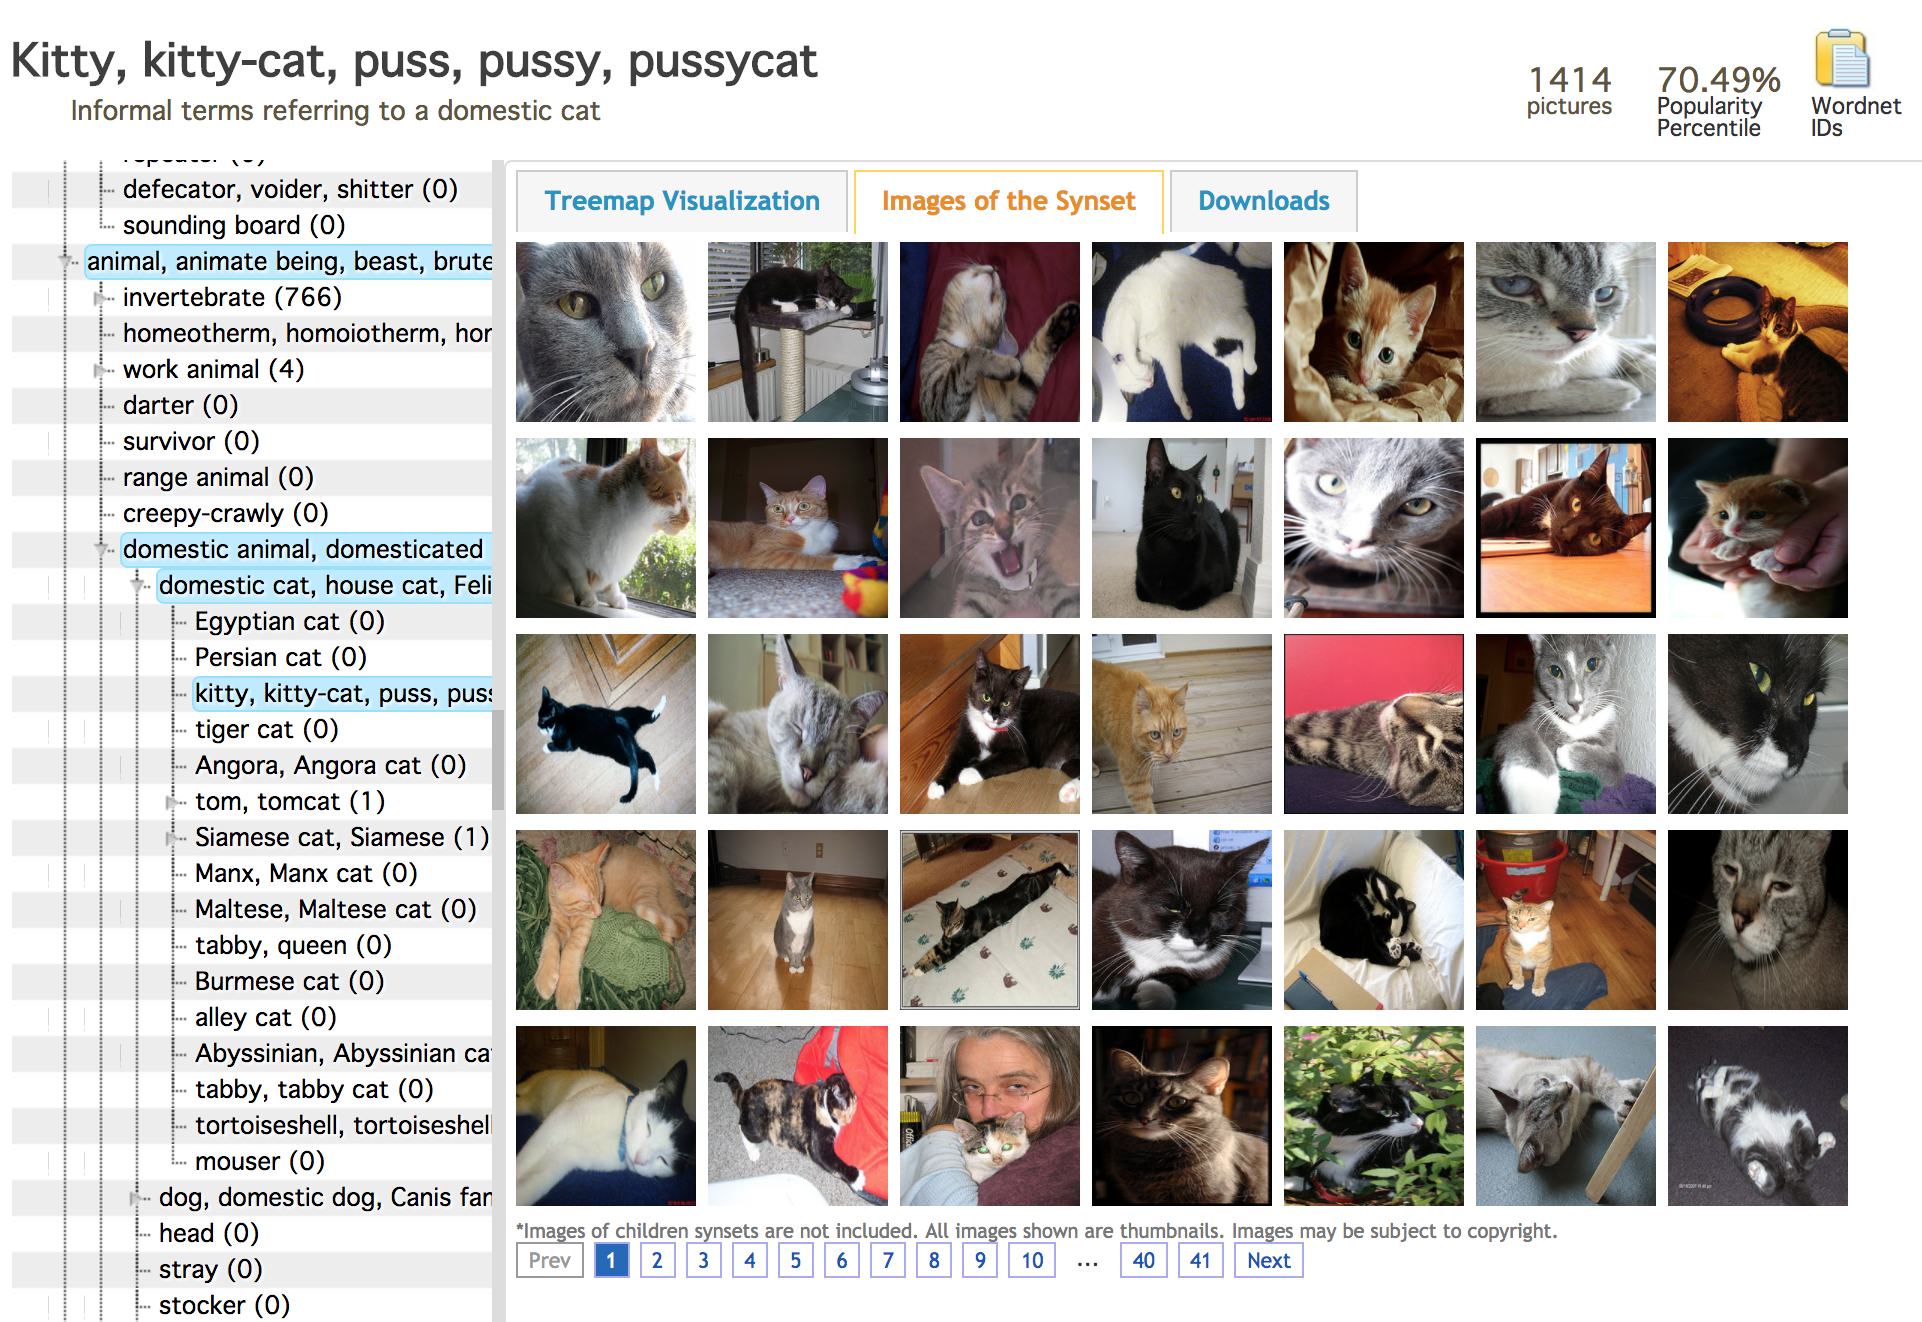 Kitty, kitty-cat, puss, pussy, pussycat
Informal terms referring to a domestic cat
1414
pictures
70.49%
Popularity
Percentile
Wordnet
IDs
defecator, voider, shitter (0)
sounding board (0)
animal, animate being, beast, brute
invertebrate (766)
homeotherm, homoiotherm, hor
work animal (4)
darter (0)
survivor (0)
range animal (0)
creepy-crawly (0)
domestic animal, domesticated
domestic cat, house cat, Feli
Egyptian cat (0)
Persian cat (0)
kitty, kitty-cat, puss, puss
tiger cat (0)
Angora, Angora cat (0)
tom, tomcat (1)
Siamese cat, Siamese (1)
Manx, Manx cat (0)
Maltese, Maltese cat (0)
tabby, queen (0)
Burmese cat (0)
alley cat (0)
Abyssinian, Abyssinian ca
tabby, tabby cat (0)
tortoiseshell, tortoiseshell
mouser (0)
dog, domestic dog, Canis fam
head (0)
stray (0)
stocker (0)
Treemap Visualization
Images of the Synset
Downloads
*Images of children synsets are not included. All images shown are thumbnails. Images may be subject to copyright.
Prev 1 2 3 4 5 6 7 8 9 10 ... 40 41 Next